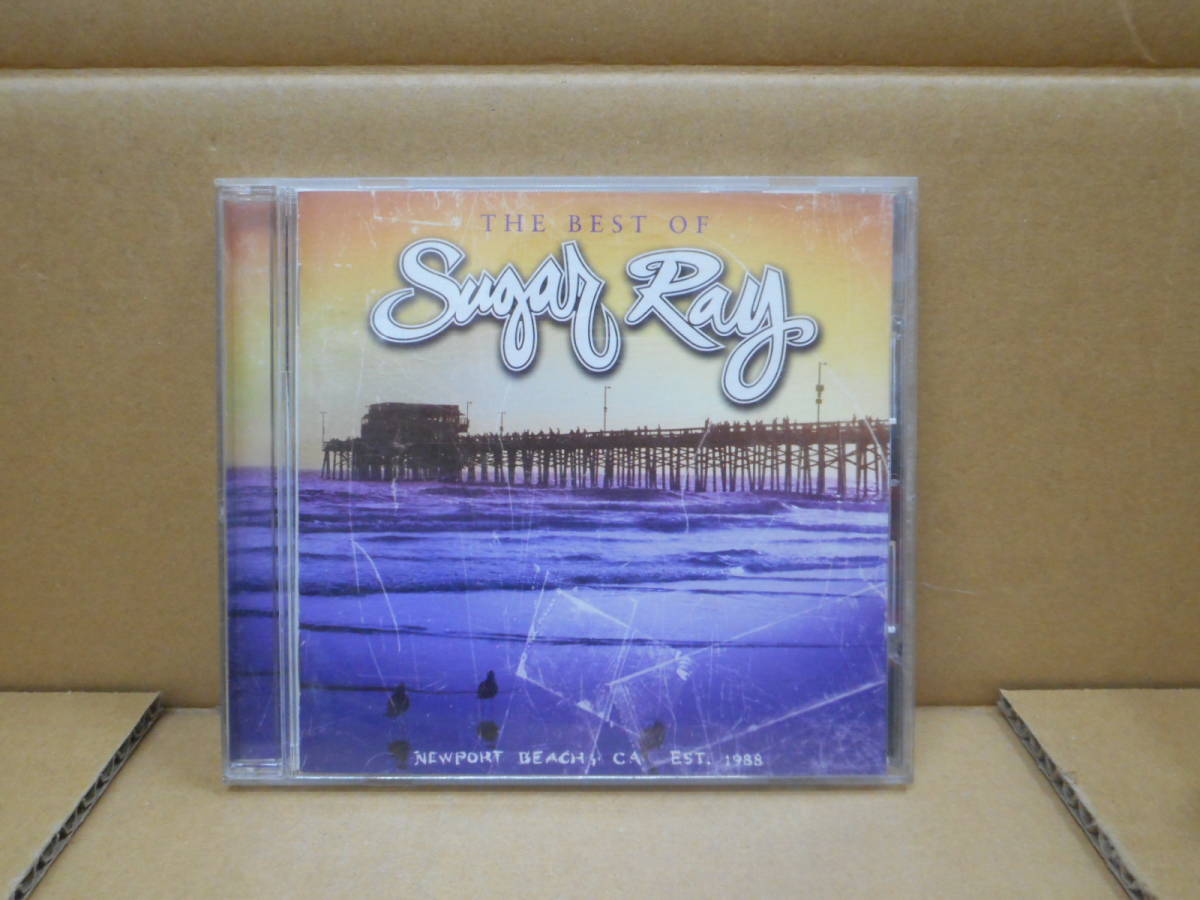 THE BEST OF
Sugar Ray
NEWPORT BEACH, CA EST. 1988